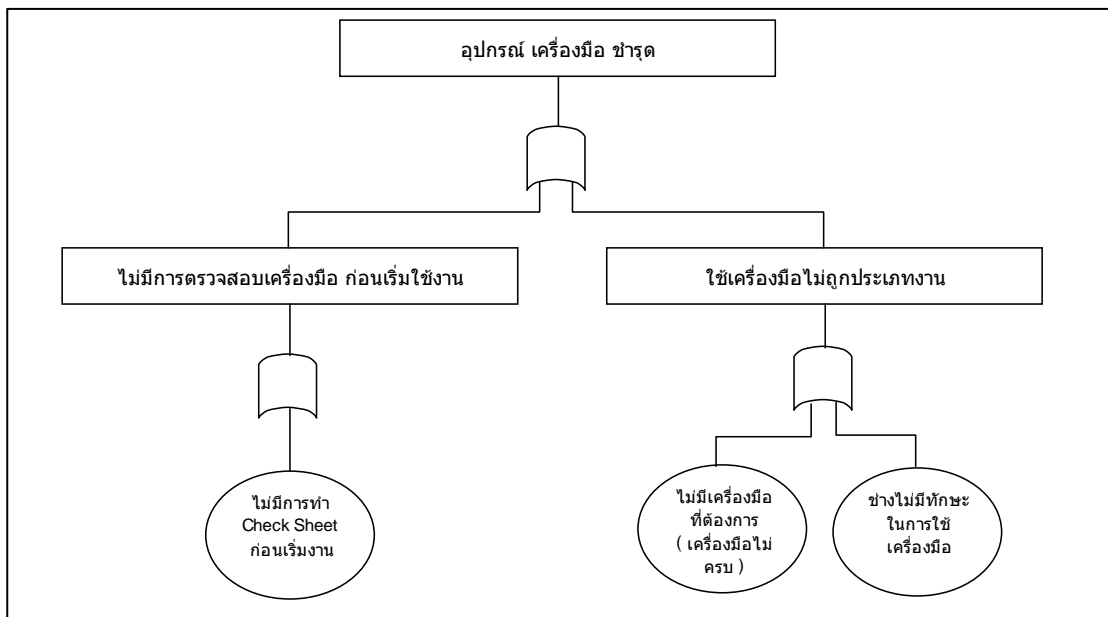 อุปกรณ์ เครื่องมือ ชำรุด
ไม่มีการตรวจสอบเครื่องมือ ก่อนเริ่มใช้งาน
ใช้เครื่องมือไม่ถูกประเภทงาน
ไม่มีการทำ
Check Sheet
ก่อนเริ่มงาน
ไม่มีเครื่องมือ
ที่ต้องการ
( เครื่องมือไม่
ครบ )
ช่างไม่มีทักษะ
ในการใช้
เครื่องมือ